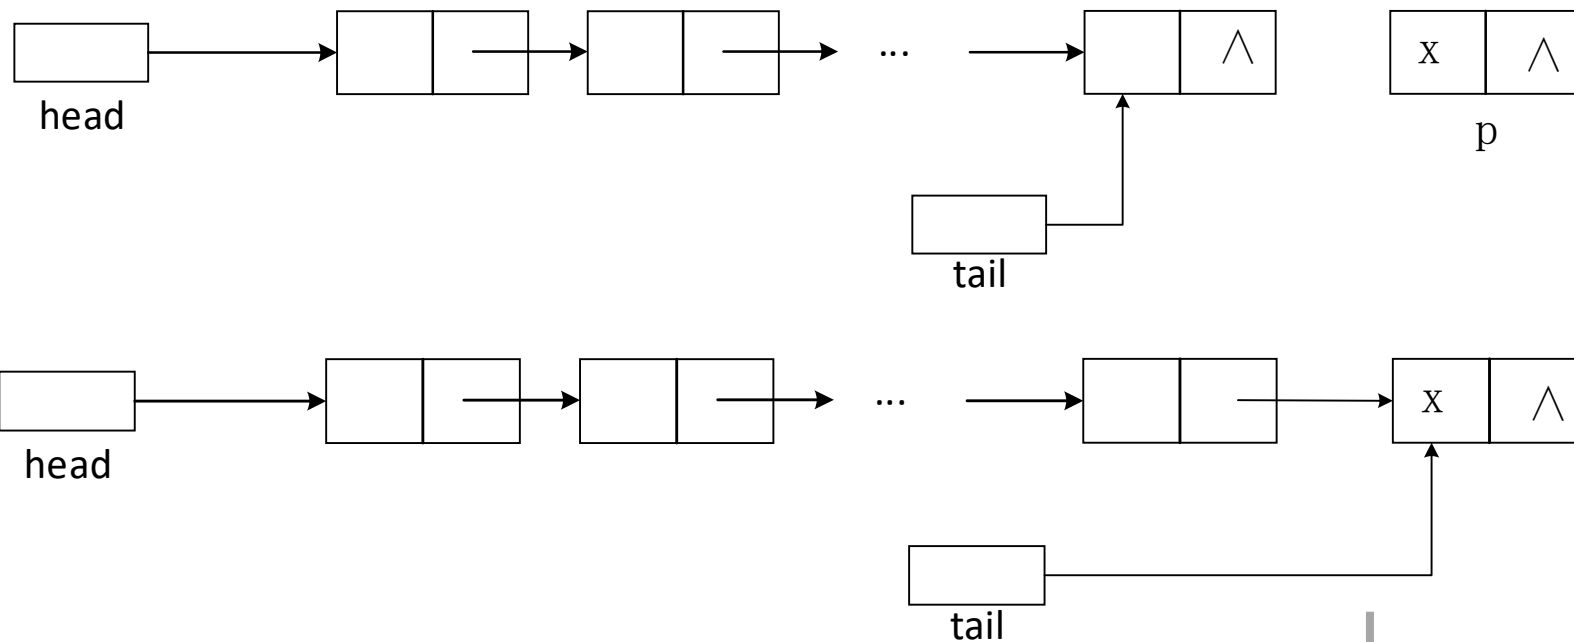 ... ∧ x ∧
head
p
tail
... x ∧
head
tail